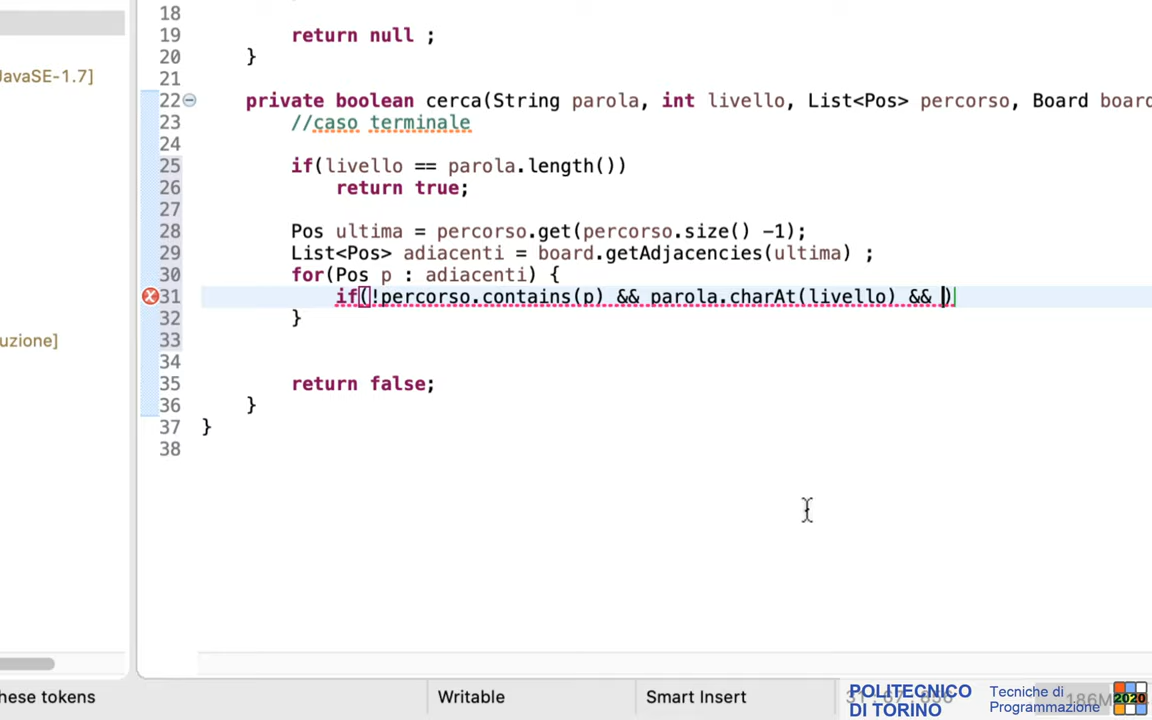 18
19 return null ;
20 }
21
JavaSE-1.7]
22 private boolean cerca(String parola, int livello, List<Pos> percorso, Board board
23 //caso terminale
24
25 if(livello == parola.length())
26 return true;
27
28 Pos ultima = percorso.get(percorso.size() -1);
29 List<Pos> adiacenti = board.getAdjacencies(ultima) ;
30 for(Pos p : adiacenti) {
31 if(!percorso.contains(p) && parola.charAt(livello) && )
32 }
33
uzione]
34
35 return false;
36 }
37 }
38
hese tokens
Writable
Smart Insert
POLITECNICO
DI TORINO
Tecniche di
Programmazione
186M
2020